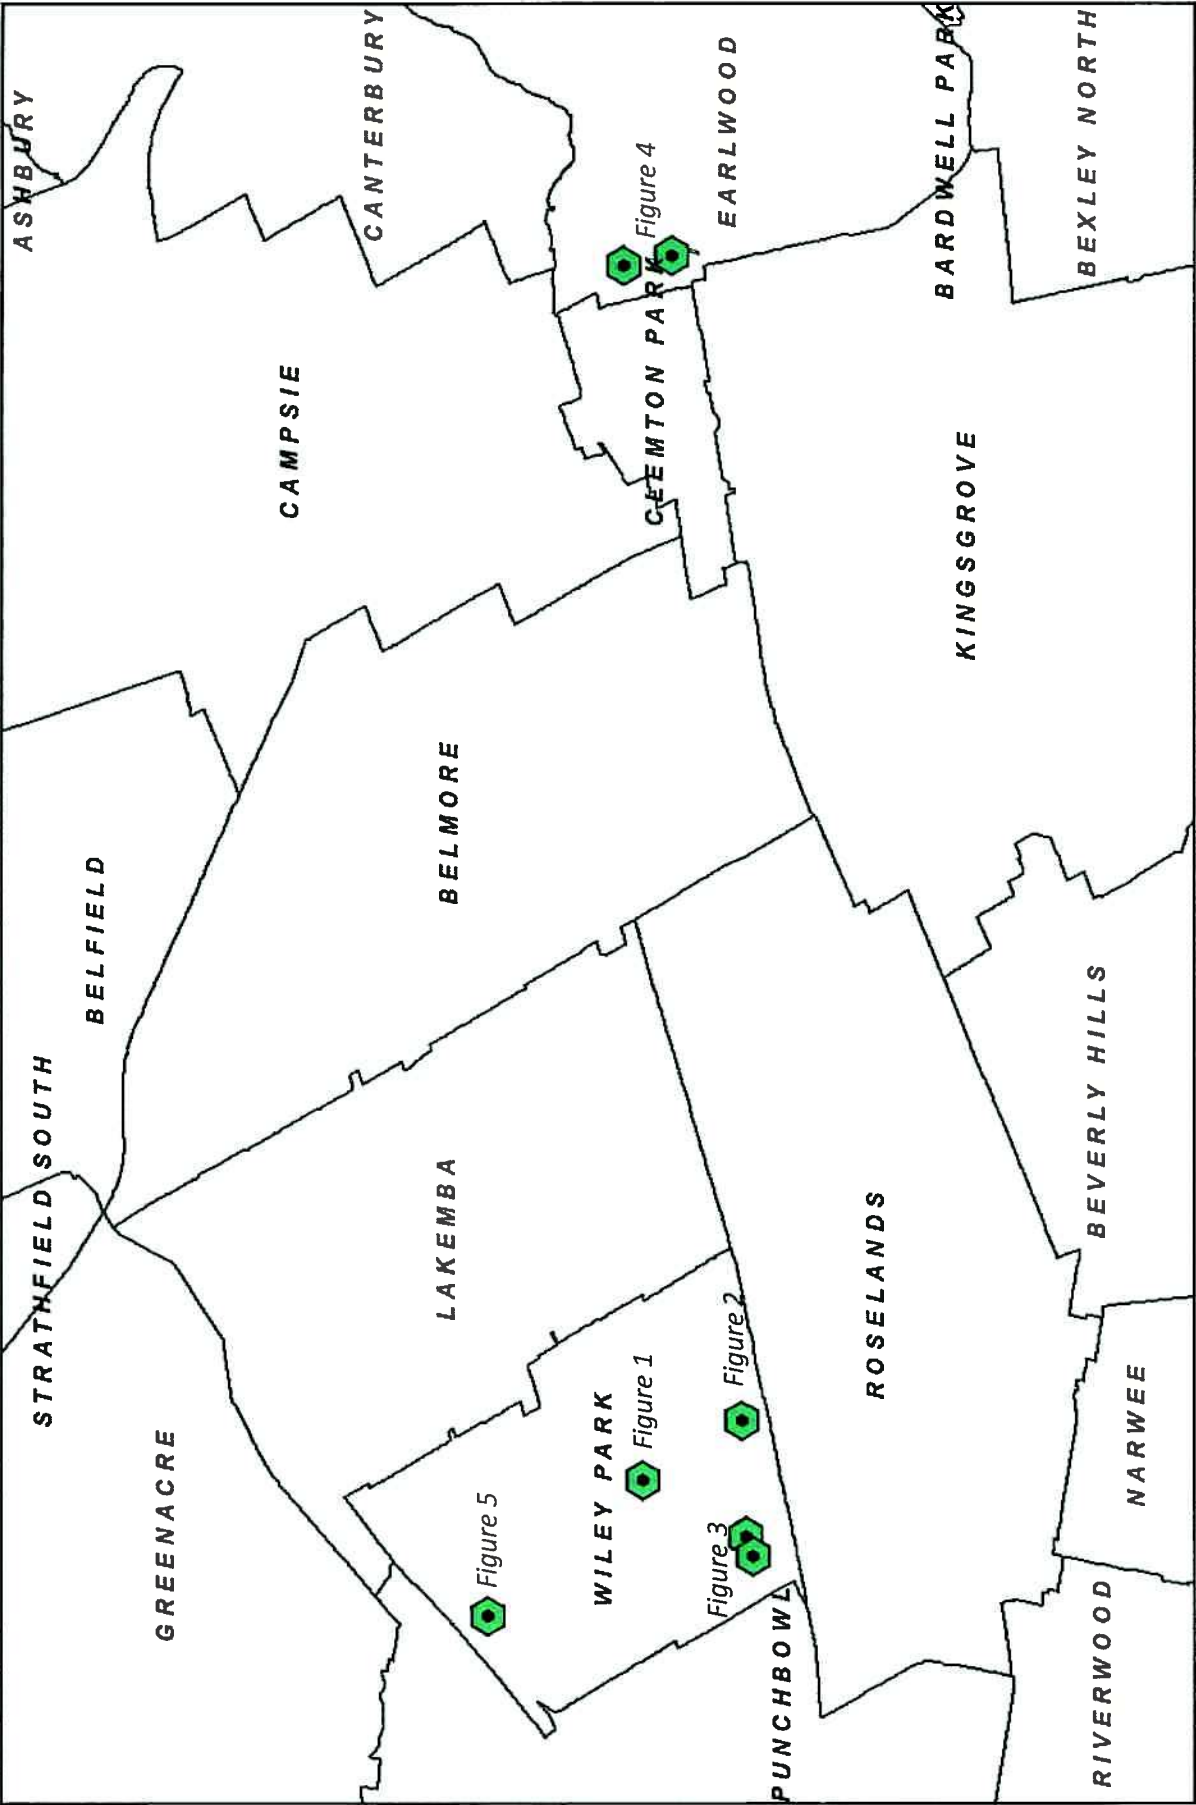 ASHBURY
STRATHFIELD SOUTH
BELFIELD
GREENACRE
CAMPSIE
CANTERBURY
LAKEMBA
BELMORE
Figure 5
WILEY PARK
Figure 1
CLEMTON PARK
Figure 4
Figure 3
Figure 2
EARLWOOD
PUNCHBOWL
ROSELANDS
KINGSGROVE
BARDWELL PARK
RIVERWOOD
BEVERLY HILLS
BEXLEY NORTH
NARWEE